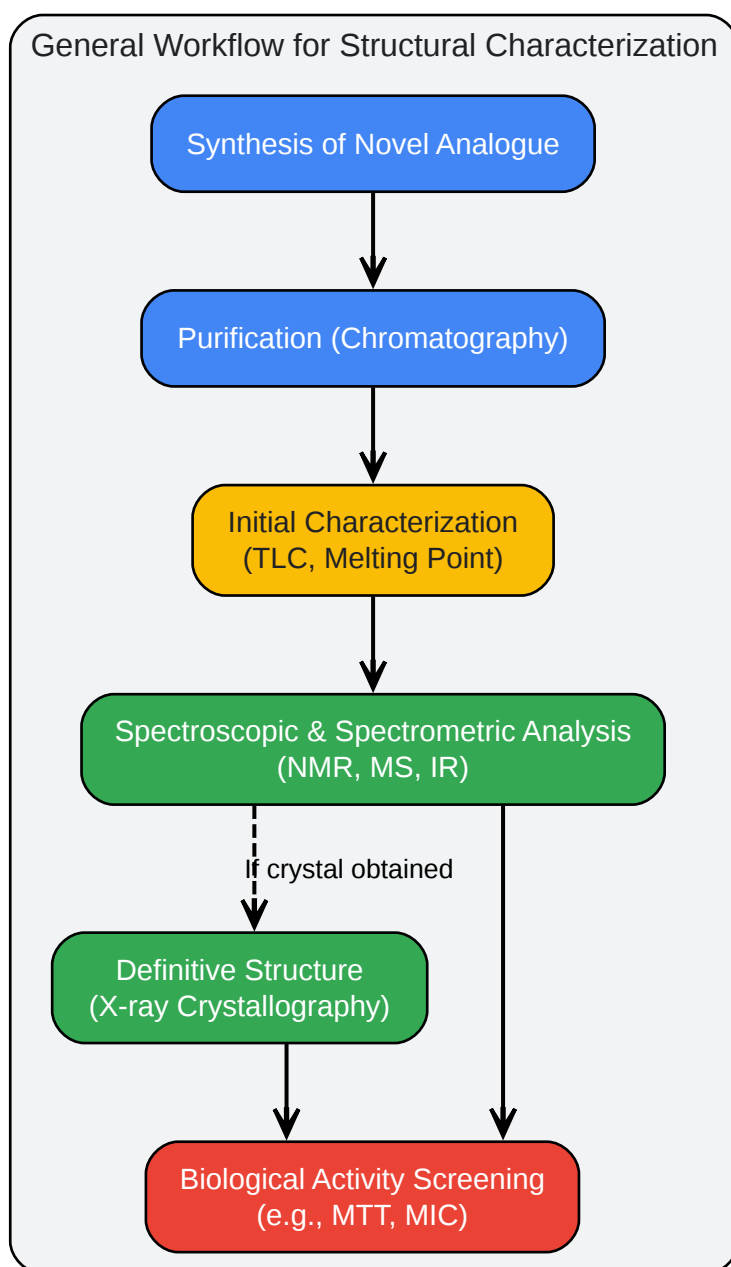 General Workflow for Structural Characterization
Synthesis of Novel Analogue
Purification (Chromatography)
Initial Characterization
(TLC, Melting Point)
Spectroscopic & Spectrometric Analysis
(NMR, MS, IR)
If crystal obtained
Definitive Structure
(X-ray Crystallography)
Biological Activity Screening
(e.g., MTT, MIC)